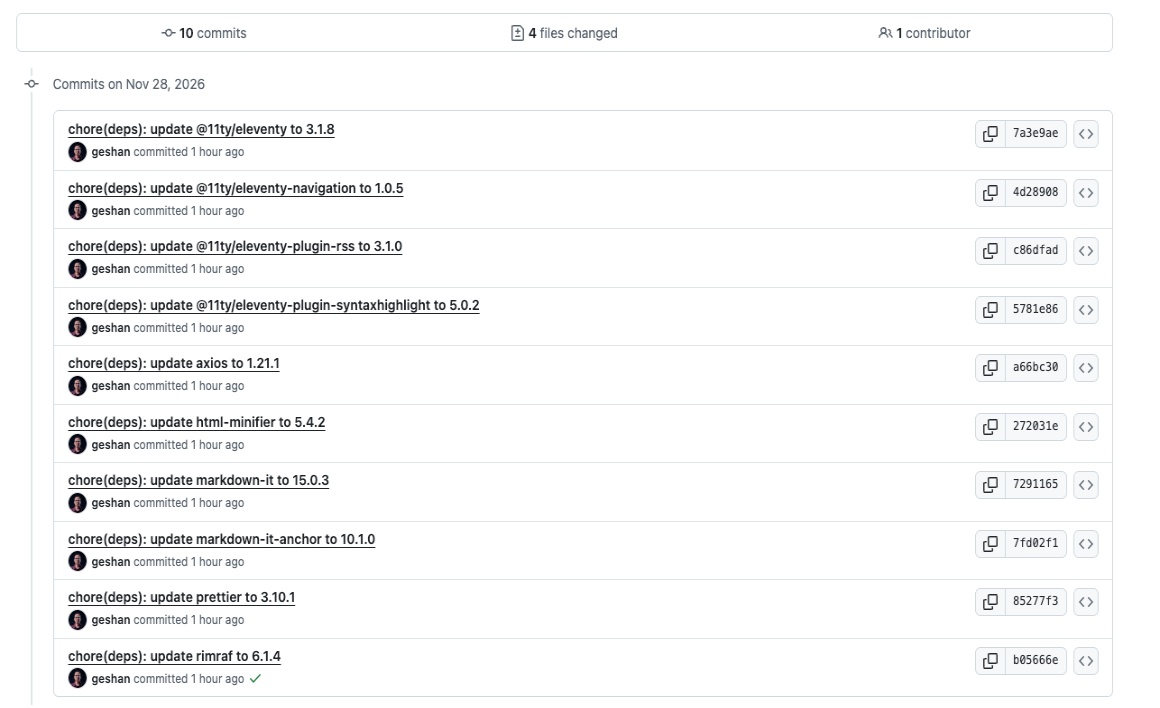 10 commits
4 files changed
1 contributor
Commits on Nov 28, 2026
chore(deps): update @11ty/eleventy to 3.1.8
geshan committed 1 hour ago
7a3e9ae
chore(deps): update @11ty/eleventy-navigation to 1.0.5
geshan committed 1 hour ago
4d28908
chore(deps): update @11ty/eleventy-plugin-rss to 3.1.0
geshan committed 1 hour ago
c86dfad
chore(deps): update @11ty/eleventy-plugin-syntaxhighlight to 5.0.2
geshan committed 1 hour ago
5781e86
chore(deps): update axios to 1.21.1
geshan committed 1 hour ago
a66bc30
chore(deps): update html-minifier to 5.4.2
geshan committed 1 hour ago
272031e
chore(deps): update markdown-it to 15.0.3
geshan committed 1 hour ago
7291165
chore(deps): update markdown-it-anchor to 10.1.0
geshan committed 1 hour ago
7fd02f1
chore(deps): update prettier to 3.10.1
geshan committed 1 hour ago
85277f3
chore(deps): update rimraf to 6.1.4
geshan committed 1 hour ago
b05666e